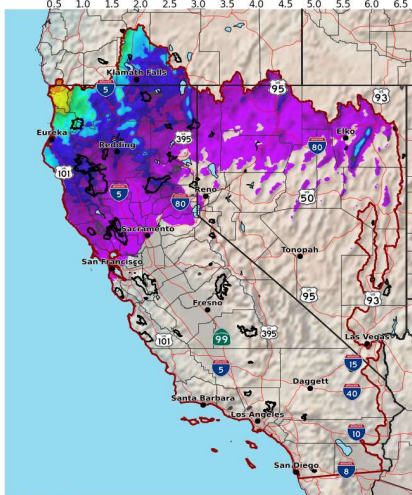 0.5 1.0 1.5 2.0 2.5 3.0 3.5 4.0 4.5 5.0 5.5 6.0 6.5
Klamath Falls
5
95
93
Eureka
Redding
395
Elko
80
101
5
80
Reno
50
Sacramento
San Francisco
Tonopah
95
93
Fresno
99
395
Las Vegas
101
5
15
Daggett
40
Santa Barbara
Los Angeles
10
San Diego
8